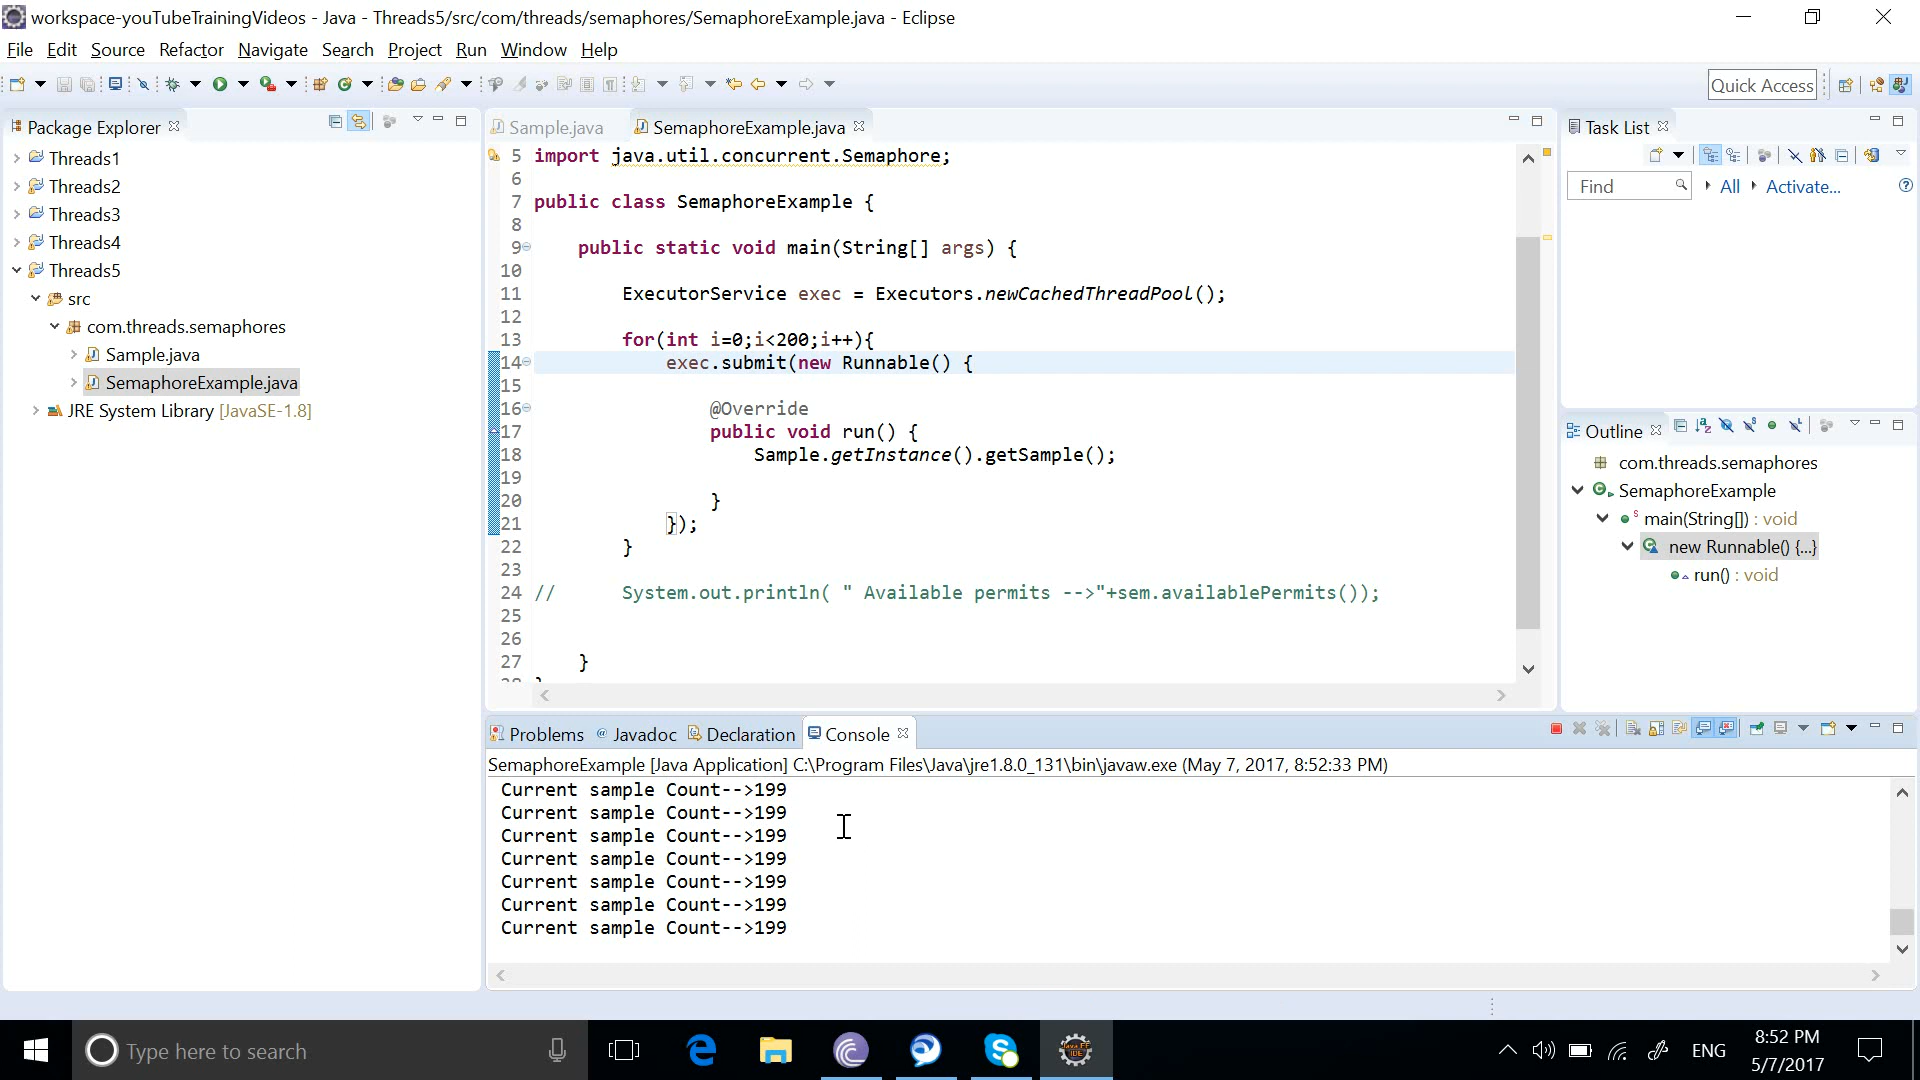 workspace-youTubeTrainingVideos - Java - Threads5/src/com/threads/semaphores/SemaphoreExample.java - Eclipse
File Edit Source Refactor Navigate Search Project Run Window Help
Quick Access
Package Explorer
Threads1
Threads2
Threads3
Threads4
Threads5
src
com.threads.semaphores
Sample.java
SemaphoreExample.java
JRE System Library [JavaSE-1.8]
Sample.java SemaphoreExample.java
5 import java.util.concurrent.Semaphore;
6
7 public class SemaphoreExample {
8
9 public static void main(String[] args) {
10
11 ExecutorService exec = Executors.newCachedThreadPool();
12
13 for(int i=0;i<200;i++){
14 exec.submit(new Runnable() {
15
16 @Override
17 public void run() {
18 Sample.getInstance().getSample();
19
20 }
21 });
22 }
23
24 // System.out.println( " Available permits -->"+sem.availablePermits());
25
26
27 }
Task List
Find All Activate...
Outline
com.threads.semaphores
SemaphoreExample
main(String[]) : void
new Runnable() {...}
run() : void
Problems @ Javadoc Declaration Console
SemaphoreExample [Java Application] C:\Program Files\Java\jre1.8.0_131\bin\javaw.exe (May 7, 2017, 8:52:33 PM)
Current sample Count-->199
Current sample Count-->199
Current sample Count-->199
Current sample Count-->199
Current sample Count-->199
Current sample Count-->199
Current sample Count-->199
Type here to search
ENG
8:52 PM
5/7/2017